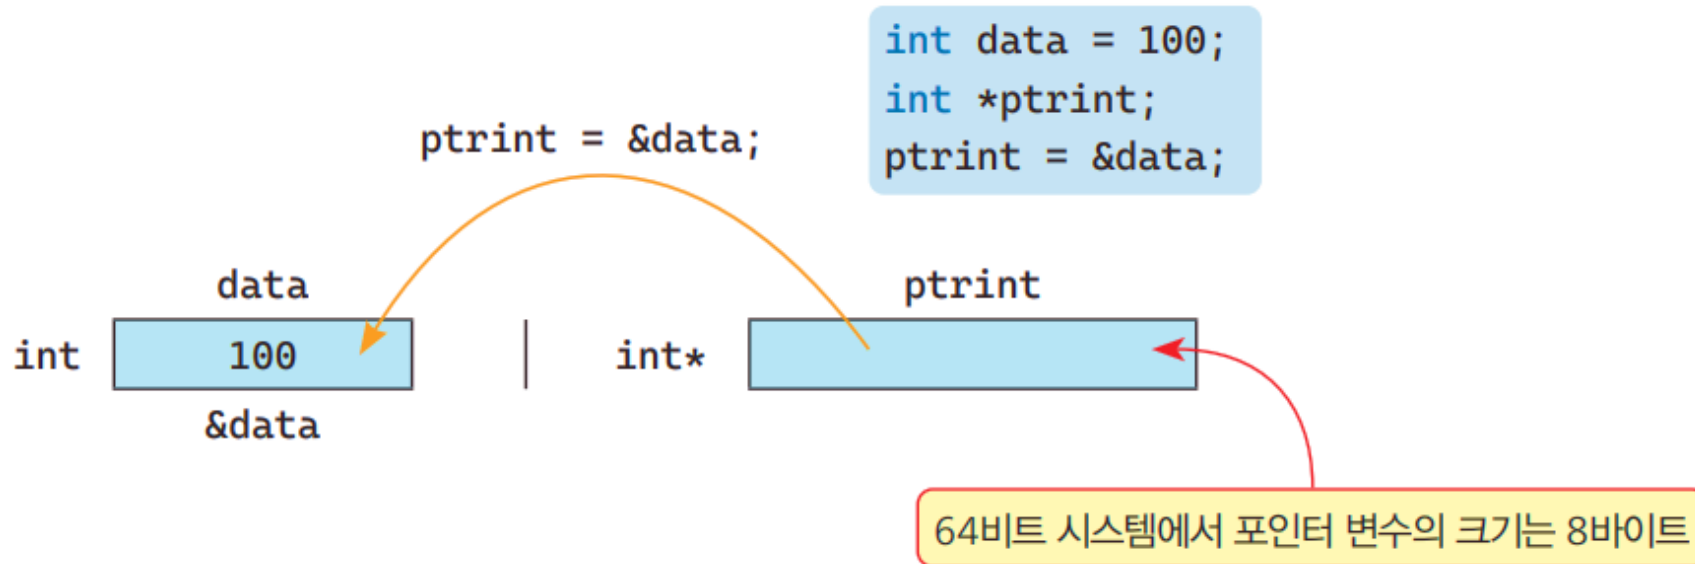 int data = 100;
int *ptrint;
ptrint = &data;
ptrint = &data;
data
ptrint
int
100
int*
&data
64비트 시스템에서 포인터 변수의 크기는 8바이트